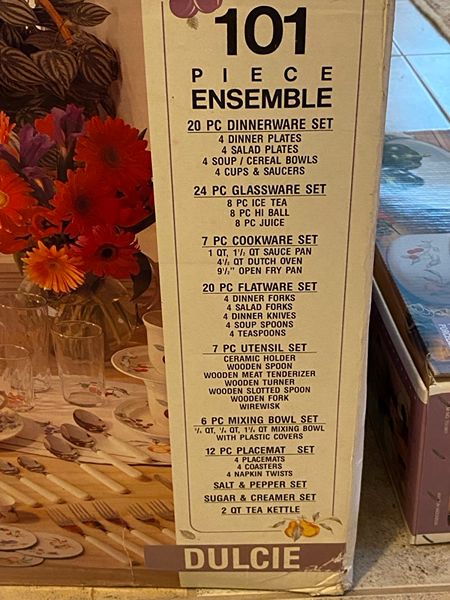 101
PIECE
ENSEMBLE
20 PC DINNERWARE SET
4 DINNER PLATES
4 SALAD PLATES
4 SOUP / CEREAL BOWLS
4 CUPS & SAUCERS
24 PC GLASSWARE SET
8 PC ICE TEA
8 PC HI BALL
8 PC JUICE
7 PC COOKWARE SET
1 QT, 1½ QT SAUCE PAN
4½ QT DUTCH OVEN
9½" OPEN FRY PAN
20 PC FLATWARE SET
4 DINNER FORKS
4 SALAD FORKS
4 DINNER KNIVES
4 SOUP SPOONS
4 TEASPOONS
7 PC UTENSIL SET
CERAMIC HOLDER
WOODEN SPOON
WOODEN MEAT TENDERIZER
WOODEN TURNER
WOODEN SLOTTED SPOON
WOODEN FORK
WIREWISK
6 PC MIXING BOWL SET
QT, QT, 1½ QT MIXING BOWL
WITH PLASTIC COVERS
12 PC PLACEMAT SET
4 PLACEMATS
4 COASTERS
4 NAPKIN TWISTS
SALT & PEPPER SET
SUGAR & CREAMER SET
2 QT TEA KETTLE
DULCIE